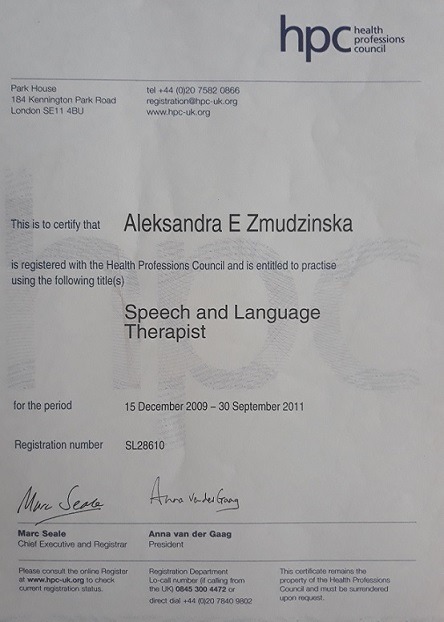 hpc health
professions
council
Park House
184 Kennington Park Road
London SE11 4BU
tel +44 (0)20 7582 0866
registration@hpc-uk.org
www.hpc-uk.org
This is to certify that Aleksandra E Zmudzinska
is registered with the Health Professions Council and is entitled to practise
using the following title(s)
Speech and Language
Therapist
for the period 15 December 2009 – 30 September 2011
Registration number SL28610
Marc Seale
Anna van der Gaag
Marc Seale
Chief Executive and Registrar
Anna van der Gaag
President
Please consult the online Register
at www.hpc-uk.org to check
current registration status.
Registration Department
Lo-call number (if calling from
the UK) 0845 300 4472 or
direct dial +44 (0)20 7840 9802
This certificate remains the
property of the Health Professions
Council and must be surrendered
upon request.